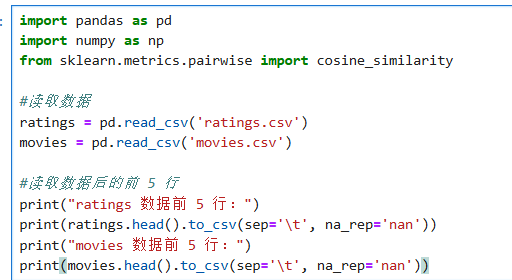 import pandas as pd
import numpy as np
from sklearn.metrics.pairwise import cosine_similarity
#读取数据
ratings = pd.read_csv('ratings.csv')
movies = pd.read_csv('movies.csv')
#读取数据后的前 5 行
print("ratings 数据前 5 行：")
print(ratings.head().to_csv(sep='\t', na_rep='nan'))
print("movies 数据前 5 行：")
print(movies.head().to_csv(sep='\t', na_rep='nan'))